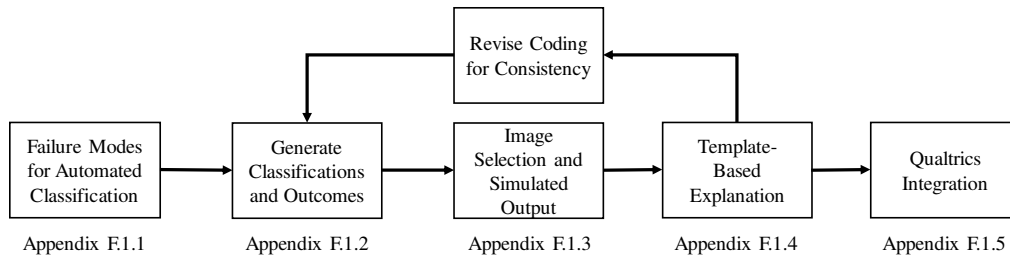 Revise Coding
for Consistency
Failure Modes
for Automated
Classification
Generate
Classifications
and Outcomes
Image
Selection and
Simulated
Output
Template-
Based
Explanation
Qualtrics
Integration
Appendix F.1.1
Appendix F.1.2
Appendix F.1.3
Appendix F.1.4
Appendix F.1.5